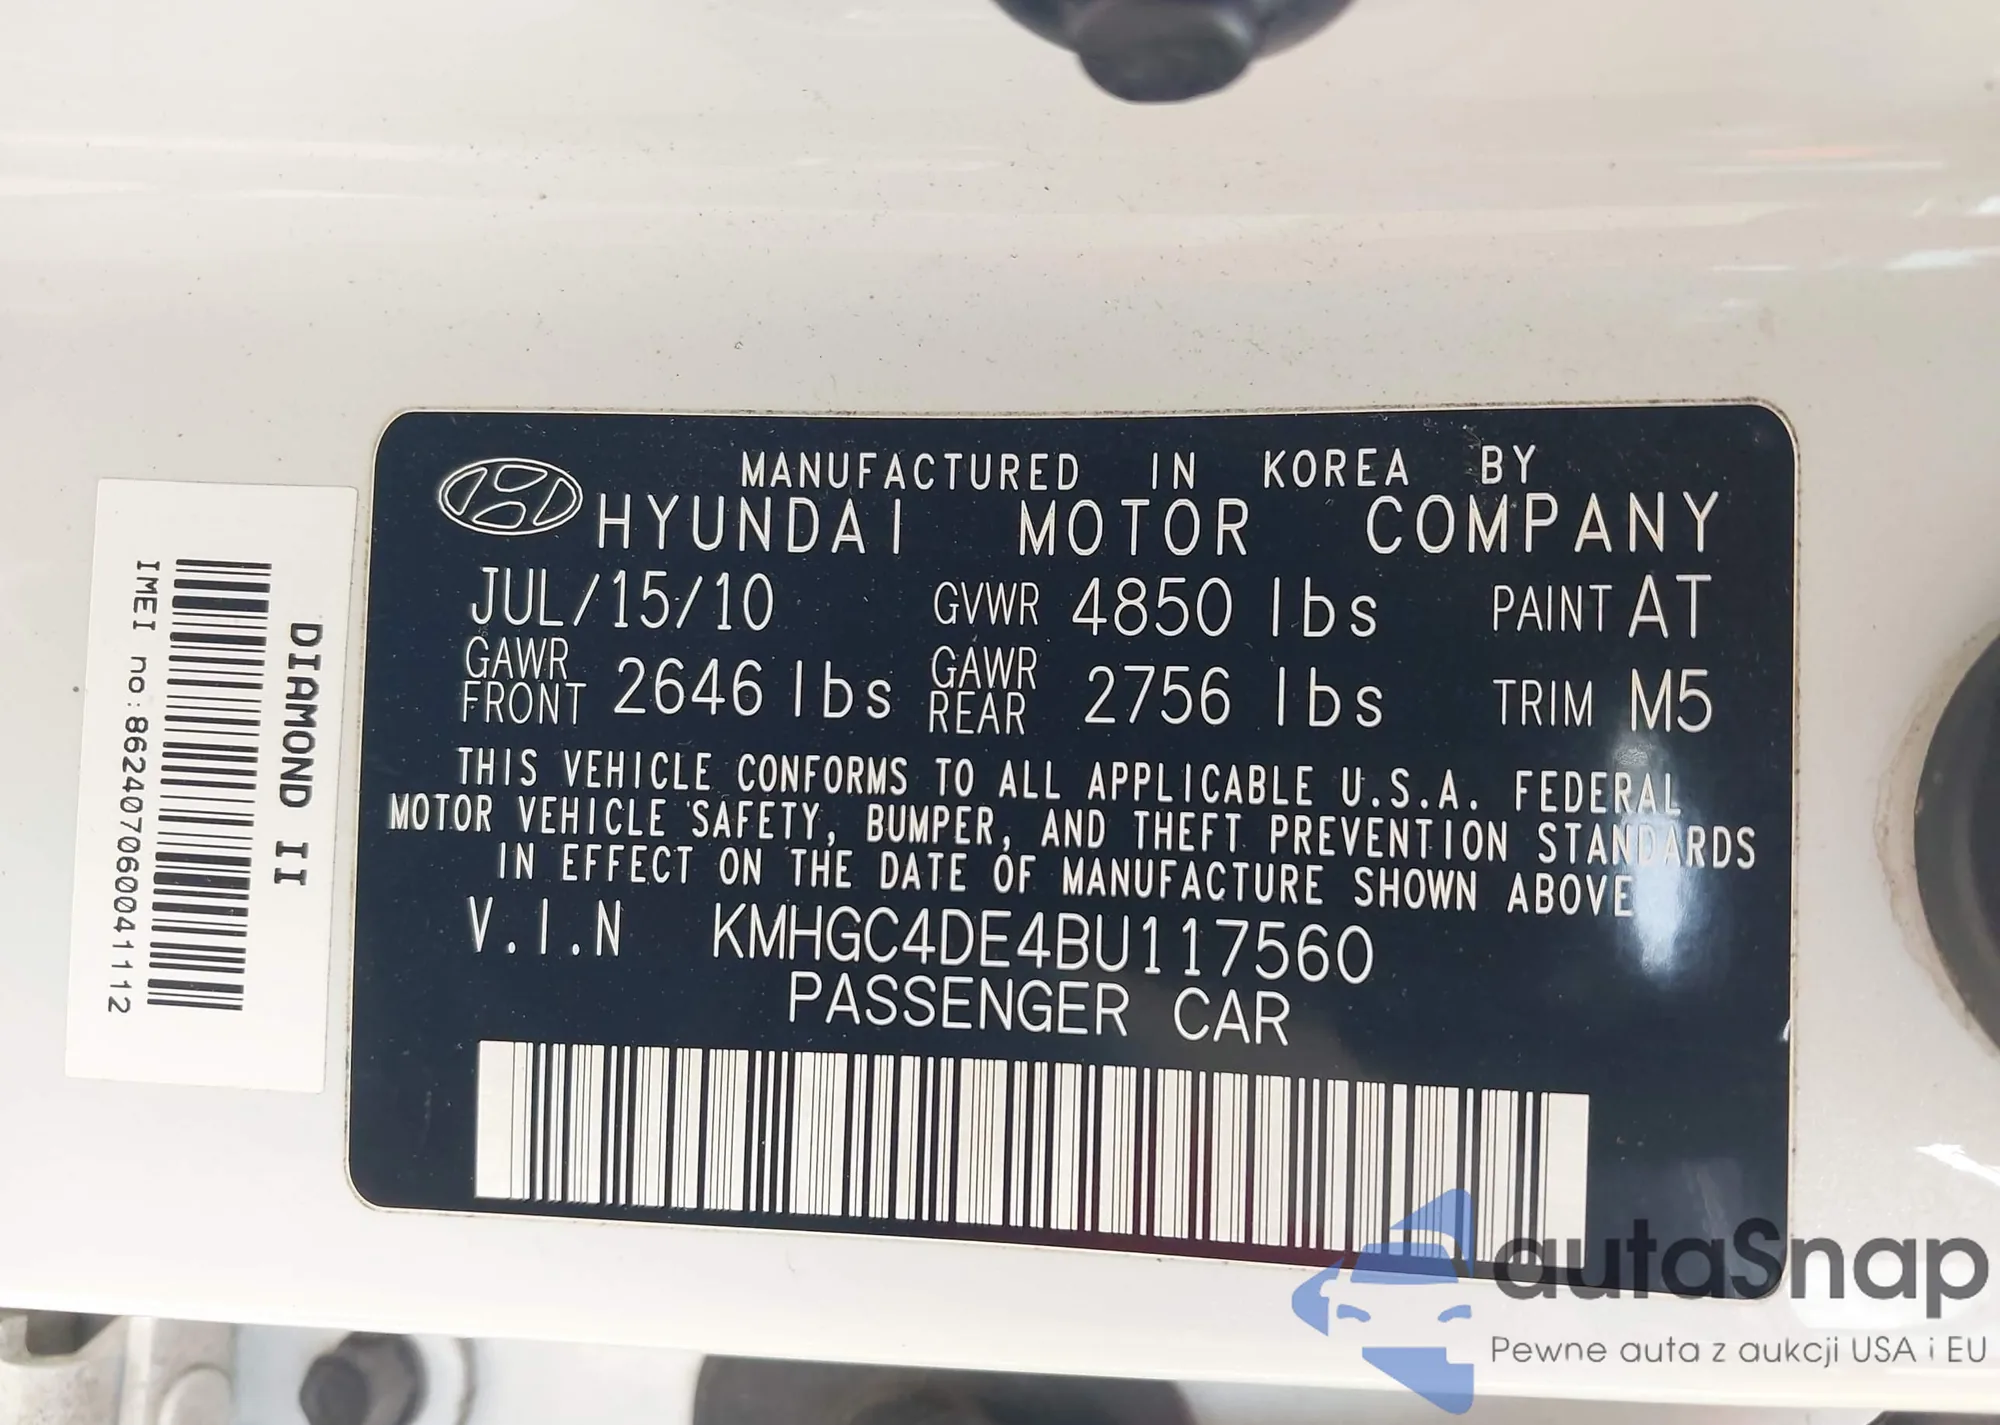 MANUFACTURED IN KOREA BY
HYUNDAI MOTOR COMPANY
JUL/15/10 GVWR 4850 lbs PAINT AT
GAWR FRONT 2646 lbs GAWR REAR 2756 lbs TRIM M5
THIS VEHICLE CONFORMS TO ALL APPLICABLE U.S.A. FEDERAL
MOTOR VEHICLE SAFETY, BUMPER, AND THEFT PREVENTION STANDARDS
IN EFFECT ON THE DATE OF MANUFACTURE SHOWN ABOVE
V.I.N KMHGC4DE4BU117560
PASSENGER CAR
DIAMOND II
IMEI no:862407060041112
autaSnap
Pewne auta z aukcji USA i EU